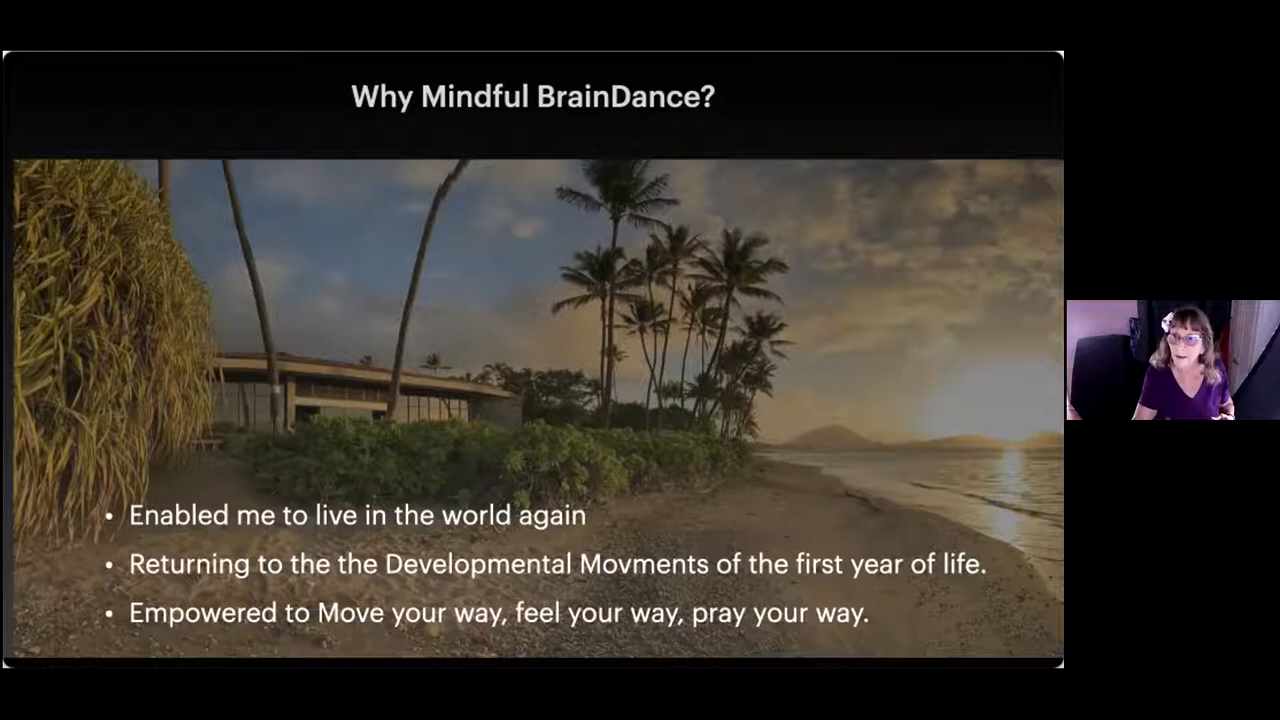 Why Mindful BrainDance?
• Enabled me to live in the world again
• Returning to the the Developmental Movments of the first year of life.
• Empowered to Move your way, feel your way, pray your way.